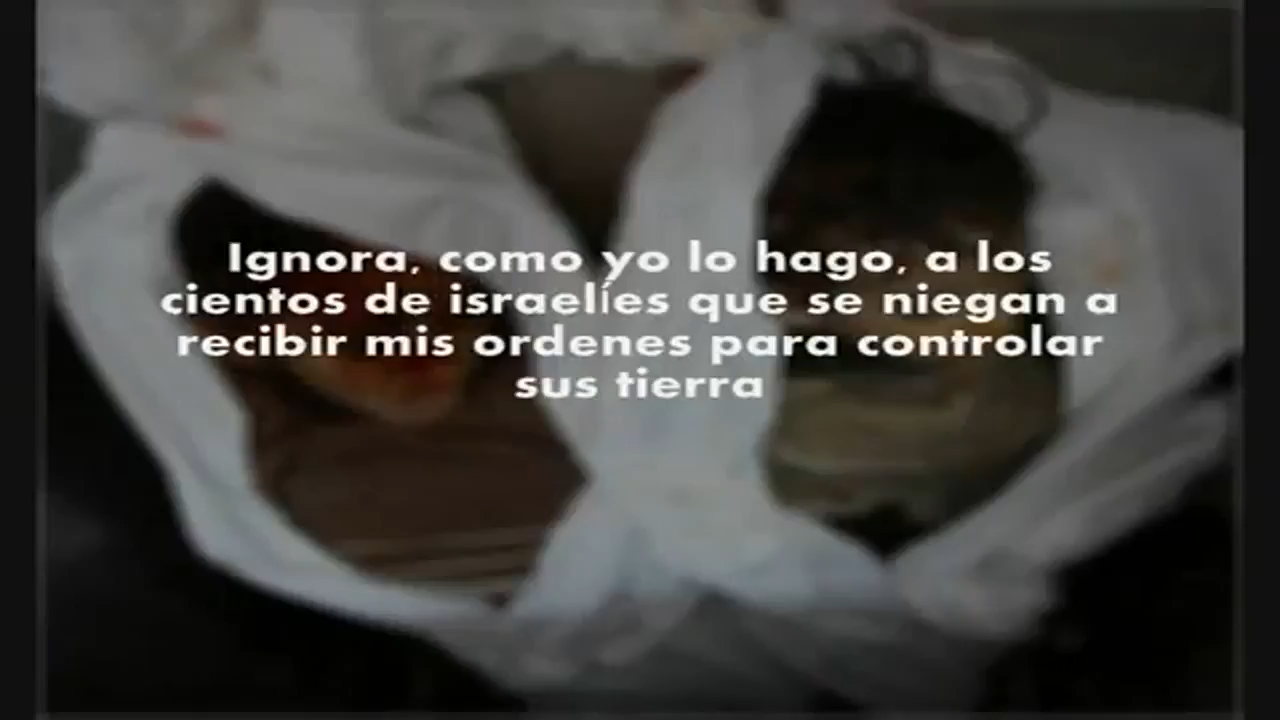 Ignora, como yo lo hago, a los
cientos de israelíes que se niegan a
recibir mis ordenes para controlar
sus tierra